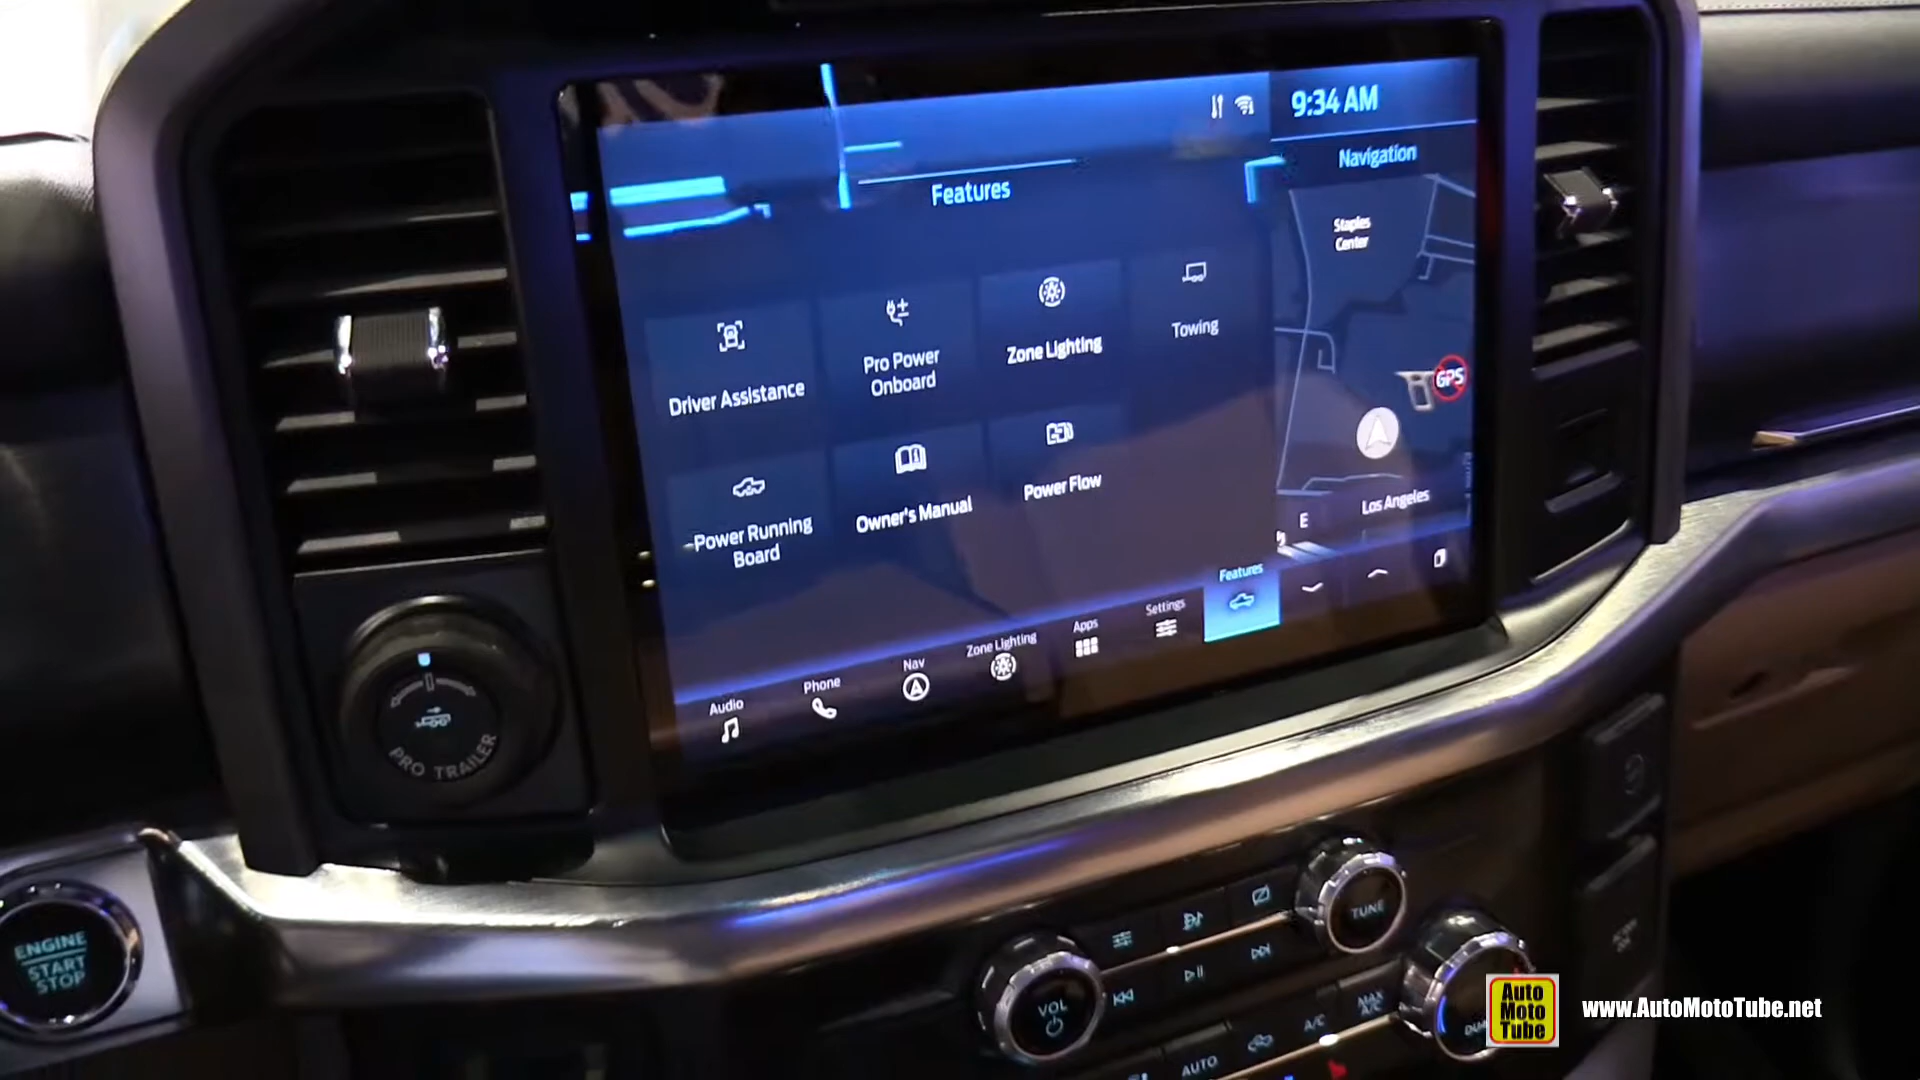 9:34 AM
Features
Navigation
Staples
Center
Driver Assistance
Pro Power
Onboard
Zone Lighting
Towing
GPS
Power Running
Board
Owner's Manual
Power Flow
E
Los Angeles
Audio
Phone
Nav
Zone Lighting
Apps
Settings
Features
PRO TRAILER
ENGINE
START
STOP
VOL
TUNE
MAX
A/C
A/C
AUTO
Auto
Moto
Tube
www.AutoMotoTube.net